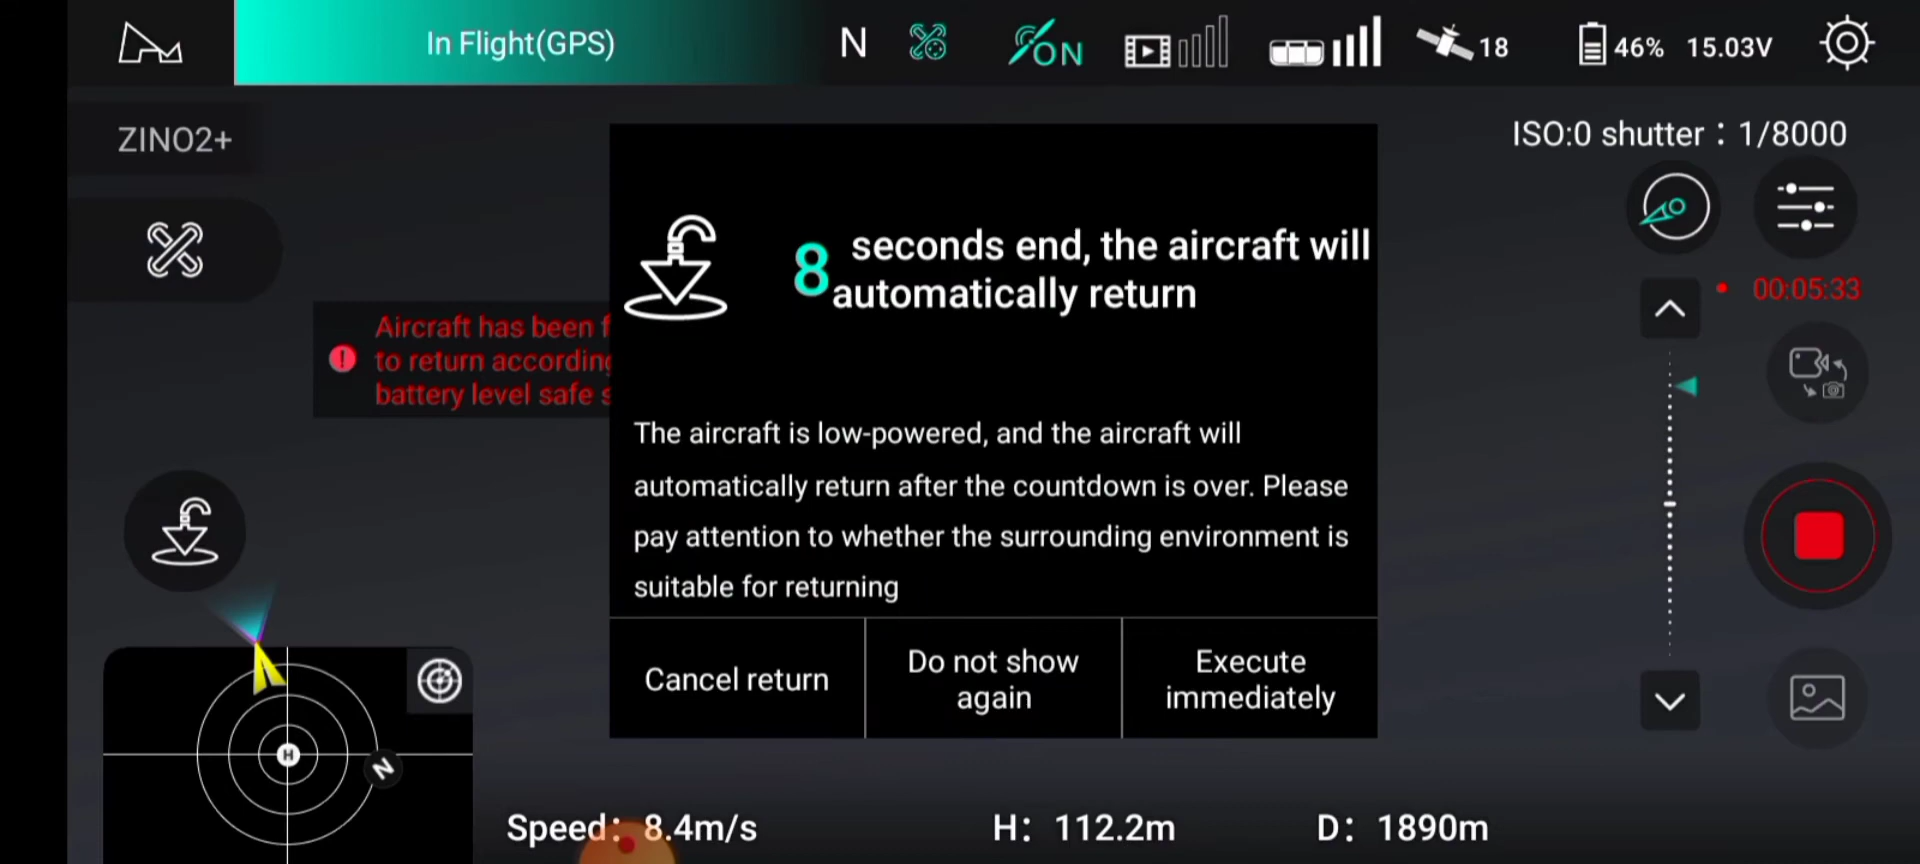 In Flight(GPS)
N
ON
18
46%
15.03V
ZINO2+
ISO:0 shutter：1/8000
8 seconds end, the aircraft will
automatically return
00:05:33
Aircraft has been f
to return according
battery level safe s
The aircraft is low-powered, and the aircraft will
automatically return after the countdown is over. Please
pay attention to whether the surrounding environment is
suitable for returning
Cancel return
Do not show
again
Execute
immediately
H
N
Speed：8.4m/s
H：112.2m
D：1890m